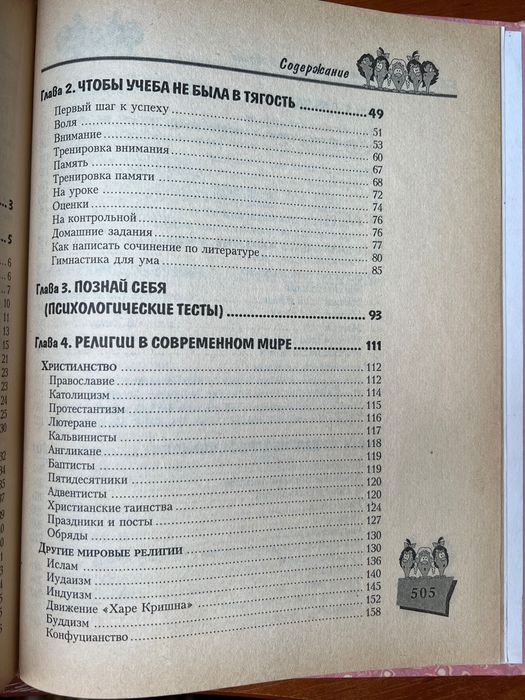 Содержание
Глава 2. ЧТОБЫ УЧЕБА НЕ БЫЛА В ТЯГОСТЬ ..................49
Первый шаг к успеху ........ 51
Воля ........ 53
Внимание ........ 60
Тренировка внимания ........ 67
Память ........ 68
Тренировка памяти ........ 72
На уроке ........ 74
Оценки ........ 76
На контрольной ........ 76
Домашние задания ........ 77
Как написать сочинение по литературе ........ 80
Гимнастика для ума ........ 85
Глава 3. ПОЗНАЙ СЕБЯ
(ПСИХОЛОГИЧЕСКИЕ ТЕСТЫ) ........ 93
Глава 4. РЕЛИГИИ В СОВРЕМЕННОМ МИРЕ ........ 111
ХРИСТИАНСТВО ........ 112
Православие ........ 112
Католицизм ........ 114
Протестантизм ........ 115
Лютеране ........ 116
Кальвинисты ........ 117
Англикане ........ 118
Баптисты ........ 119
Пятидесятники ........ 119
Адвентисты ........ 120
Христианские таинства ........ 120
Праздники и посты ........ 124
Обряды ........ 127
ДРУГИЕ МИРОВЫЕ РЕЛИГИИ ........ 130
Ислам ........ 130
Иудаизм ........ 136
Индуизм ........ 140
Движение «Харе Кришна» ........ 145
Буддизм ........ 152
Конфуцианство ........ 158
505